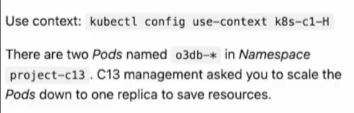 Use context: kubectl config use-context k8s-c1-H
There are two Pods named o3db-* in Namespace
project-c13 . C13 management asked you to scale the
Pods down to one replica to save resources.